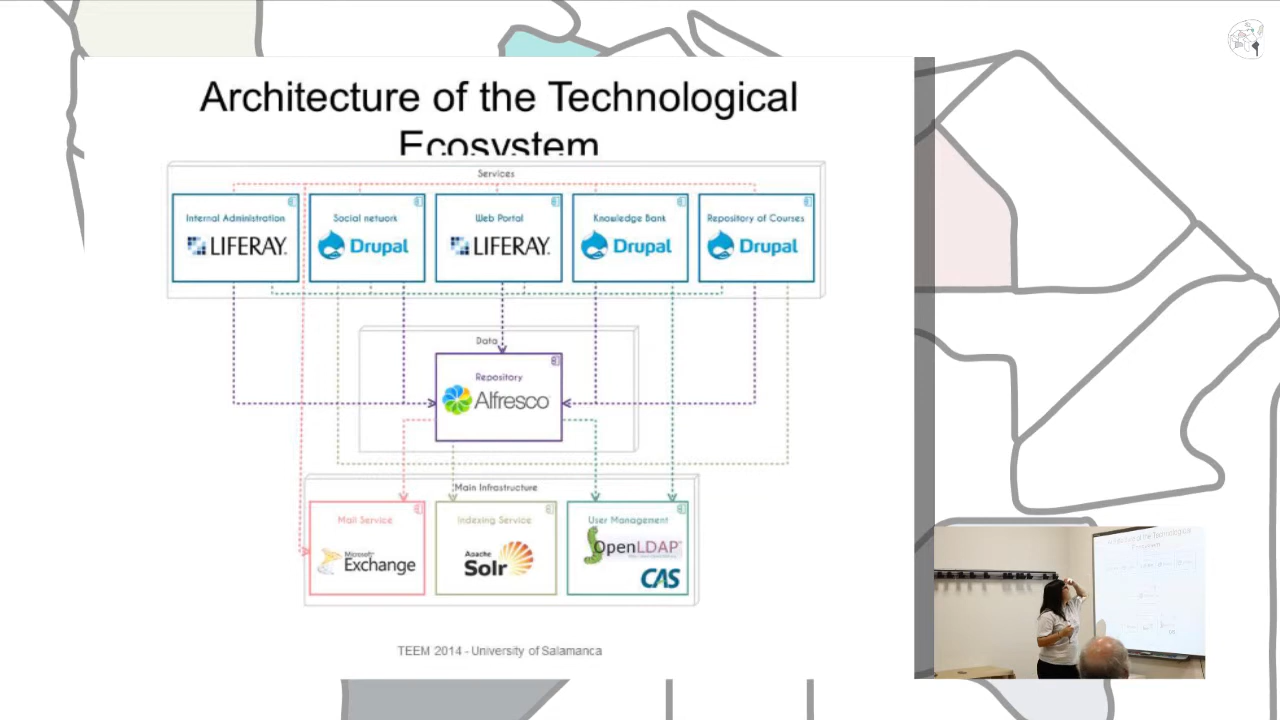 Architecture of the Technological
Ecosystem
Services
Internal Administration
LIFERAY.
Social network
Drupal
Web Portal
LIFERAY.
Knowledge Bank
Drupal
Repository of Courses
Drupal
Data
Repository
Alfresco
Main Infrastructure
Mail Service
Microsoft
Exchange
Indexing Service
Apache
Solr
User Management
OpenLDAP
CAS
TEEM 2014 - University of Salamanca